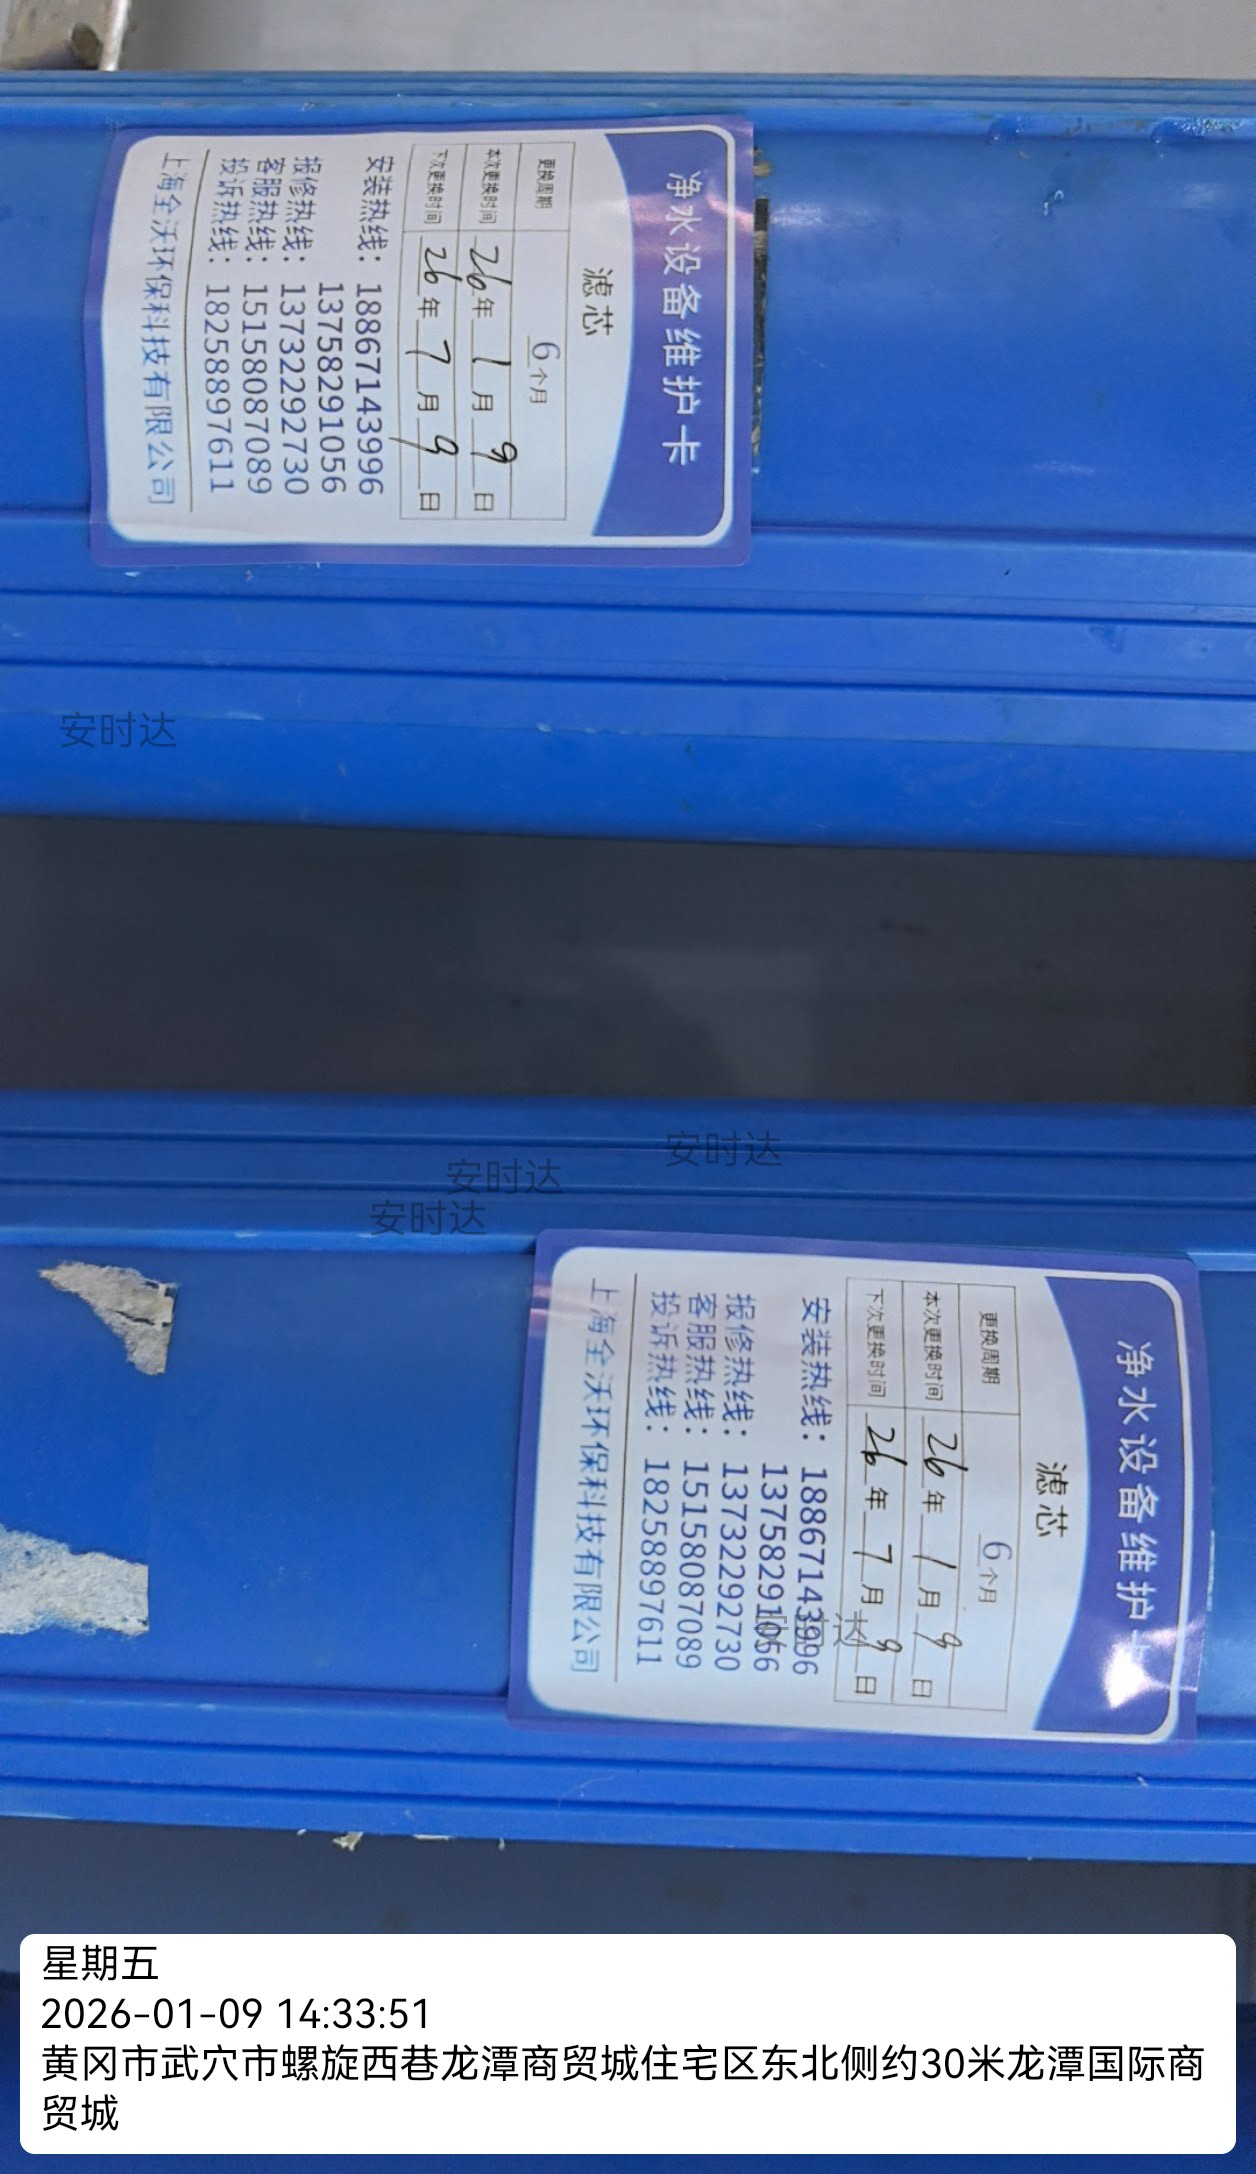 净水设备维护卡
滤芯
更换周期 6个月
本次更换时间 26年1月9日
下次更换时间 26年7月9日
安装热线：18867143996
13758291056
报修热线：13732292730
客服热线：15158087089
投诉热线：18258897611
上海全沃环保科技有限公司
安时达
安时达
安时达
安时达
净水设备维护卡
滤芯
更换周期 6个月
本次更换时间 26年1月9日
下次更换时间 26年7月9日
安装热线：18867143996
13758291056
报修热线：13732292730
客服热线：15158087089
投诉热线：18258897611
上海全沃环保科技有限公司
安时达
星期五
2026-01-09 14:33:51
黄冈市武穴市螺旋西巷龙潭商贸城住宅区东北侧约30米龙潭国际商
贸城